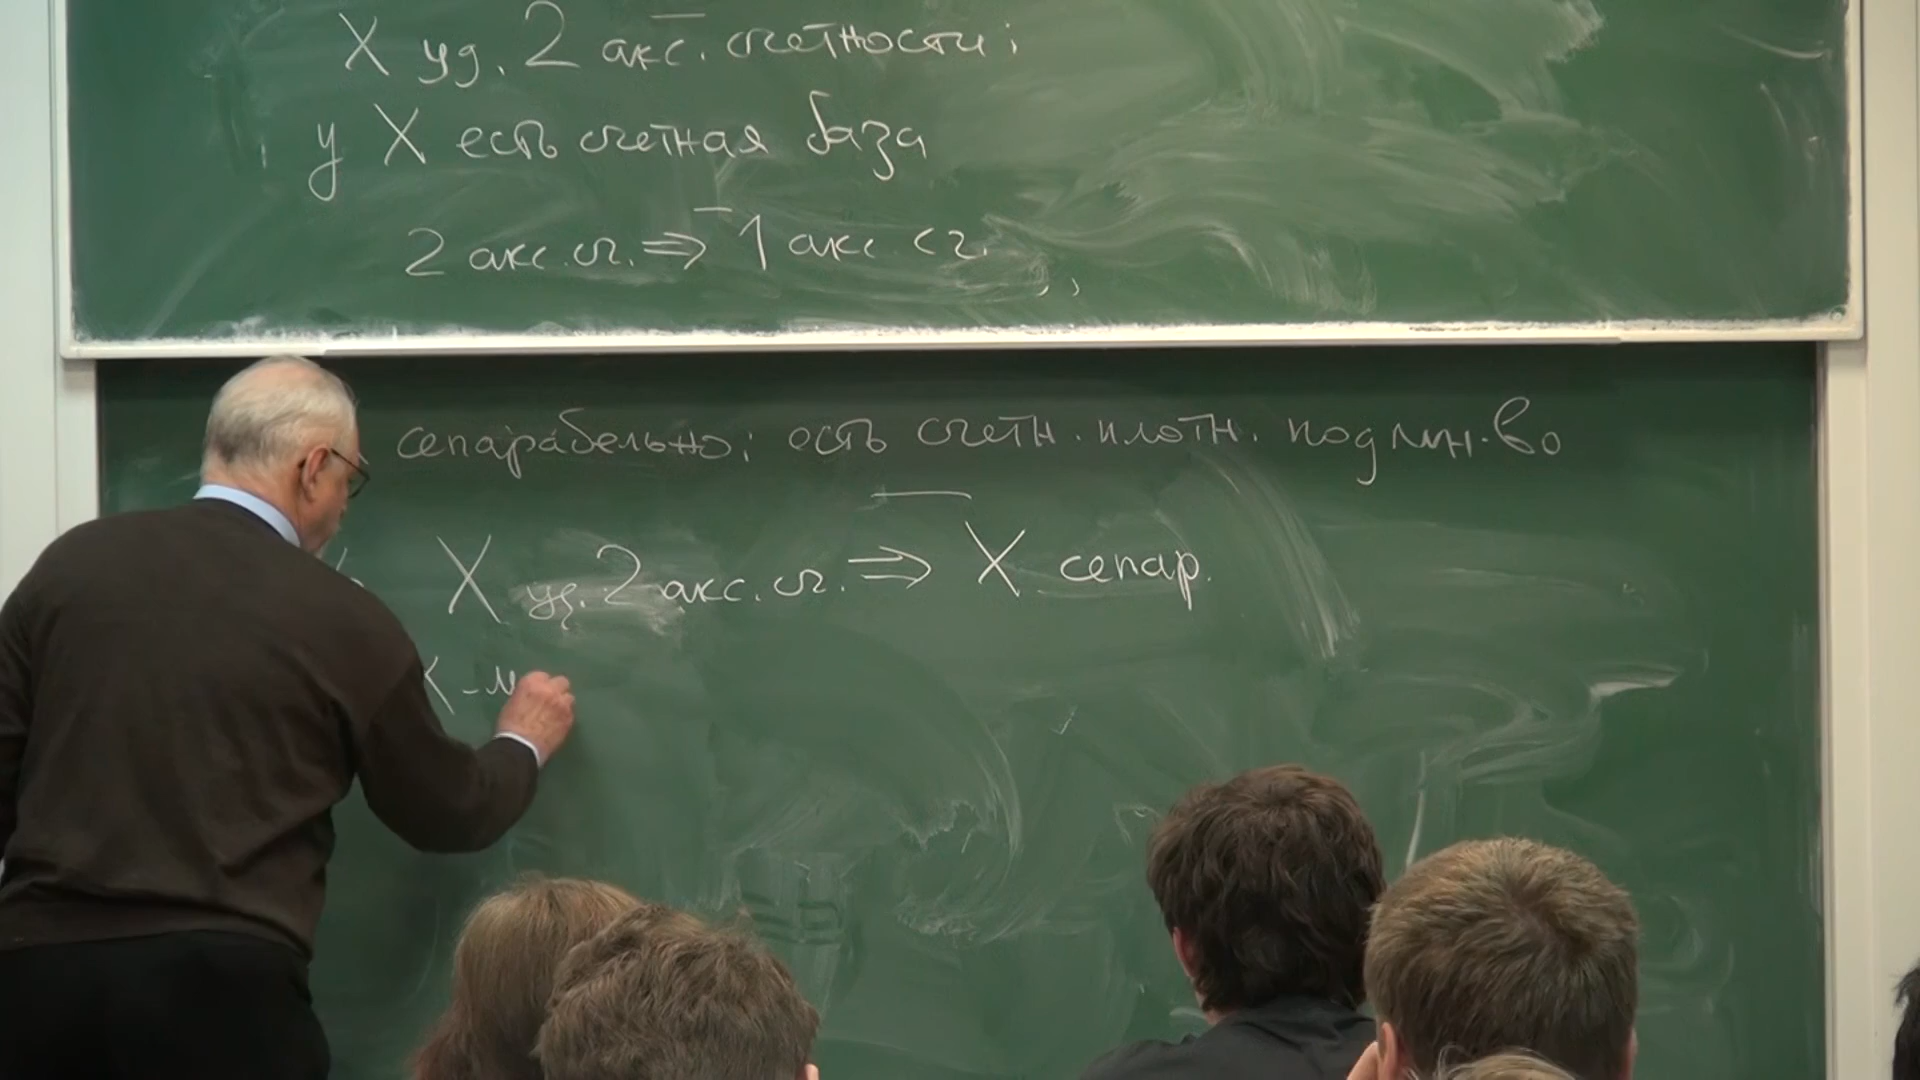 X уд. 2 акс. счетности:
у X есть счетная база
2 акс. сч. ⇒ 1 акс. сч.
сепарабельно: есть счетн. плотн. подмн-во
X уд. 2 акс. сч. ⇒ X сепар.
X - м